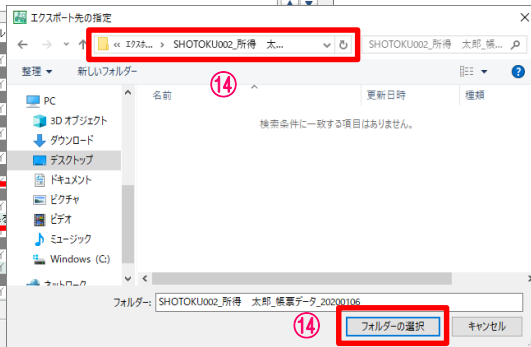 エクスポート先の指定
« エクスホ... > SHOTOKU002_所得 太...
SHOTOKU002_所得 太郎_帳...
整理 新しいフォルダー
⑭
名前 更新日時 種類
検索条件に一致する項目はありません。
PC
3D オブジェクト
ダウンロード
デスクトップ
ドキュメント
ピクチャ
ビデオ
ミュージック
Windows (C:)
ネットワーク
フォルダー: SHOTOKU002_所得 太郎_帳票データ_20200106
⑭
フォルダーの選択 キャンセル